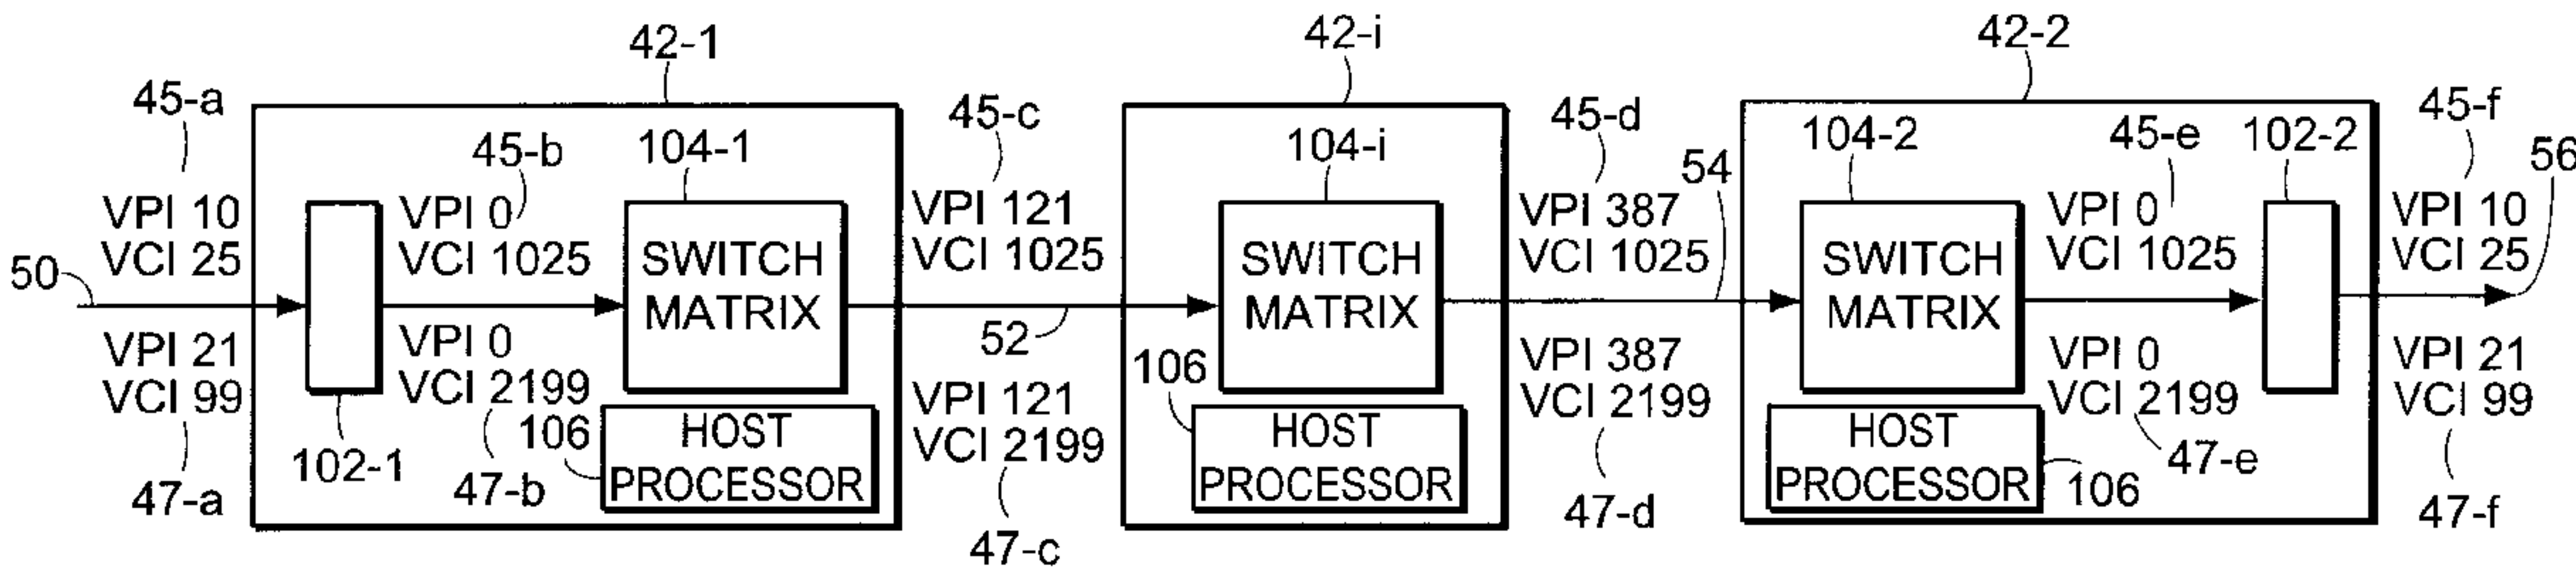 42-1
42-i
42-2
45-a
45-b
104-1
45-c
104-i
45-d
54
104-2
45-e
102-2
45-f
56
VPI 10
VCI 25
VPI 0
VCI 1025
SWITCH
MATRIX
VPI 121
VCI 1025
SWITCH
MATRIX
VPI 387
VCI 1025
SWITCH
MATRIX
VPI 0
VCI 1025
VPI 10
VCI 25
50
52
VPI 21
VCI 99
VPI 0
VCI 2199
VPI 121
VCI 2199
VPI 387
VCI 2199
VPI 0
VCI 2199
VPI 21
VCI 99
47-a
102-1
47-b
106
HOST
PROCESSOR
47-c
106
HOST
PROCESSOR
47-d
HOST
PROCESSOR
106
47-e
47-f